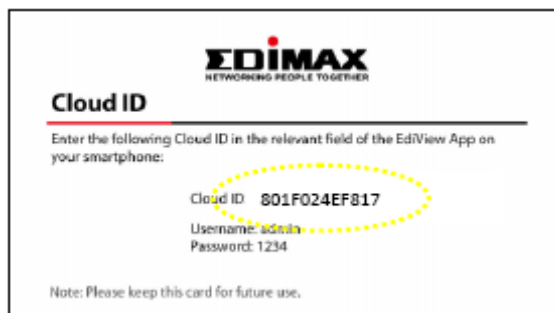 EDIMAX
NETWORKING PEOPLE TOGETHER
Cloud ID
Enter the following Cloud ID in the relevant field of the EdiView App on
your smartphone:
Cloud ID 801F024EF817
Username: admin
Password: 1234
Note: Please keep this card for future use.